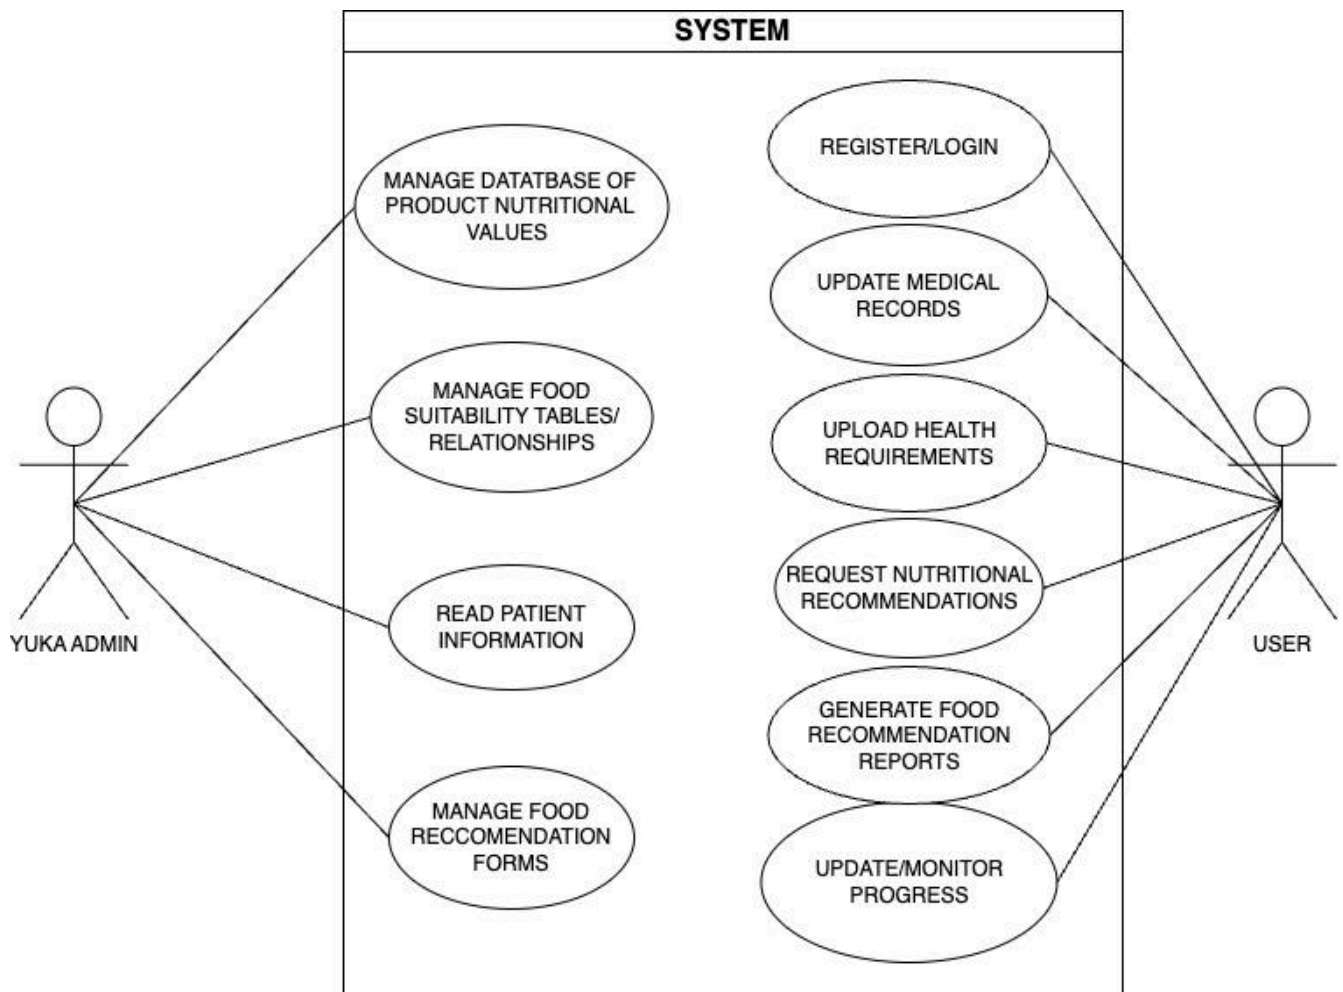 SYSTEM
MANAGE DATATBASE OF
PRODUCT NUTRITIONAL
VALUES
MANAGE FOOD
SUITABILITY TABLES/
RELATIONSHIPS
READ PATIENT
INFORMATION
MANAGE FOOD
RECCOMENDATION
FORMS
YUKA ADMIN
REGISTER/LOGIN
UPDATE MEDICAL
RECORDS
UPLOAD HEALTH
REQUIREMENTS
REQUEST NUTRITIONAL
RECOMMENDATIONS
GENERATE FOOD
RECOMMENDATION
REPORTS
UPDATE/MONITOR
PROGRESS
USER